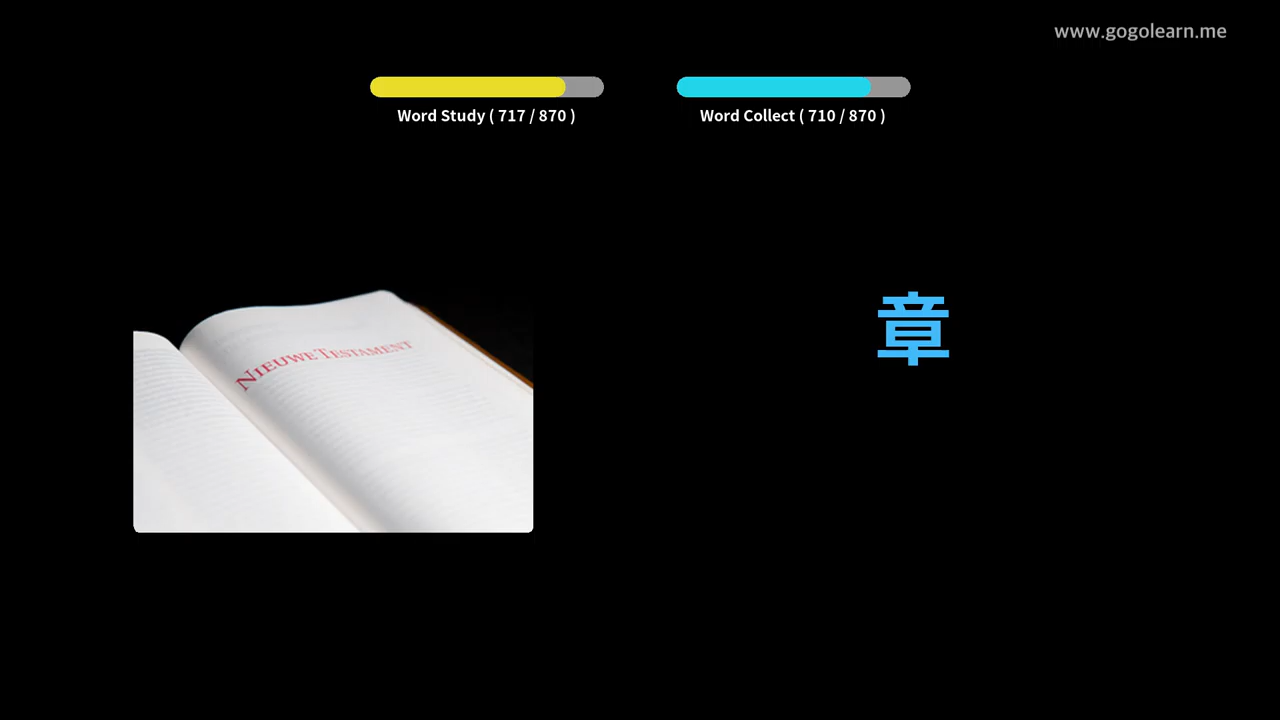 www.gogolearn.me
Word Study ( 717 / 870 )
Word Collect ( 710 / 870 )
NIEUWE TESTAMENT
章